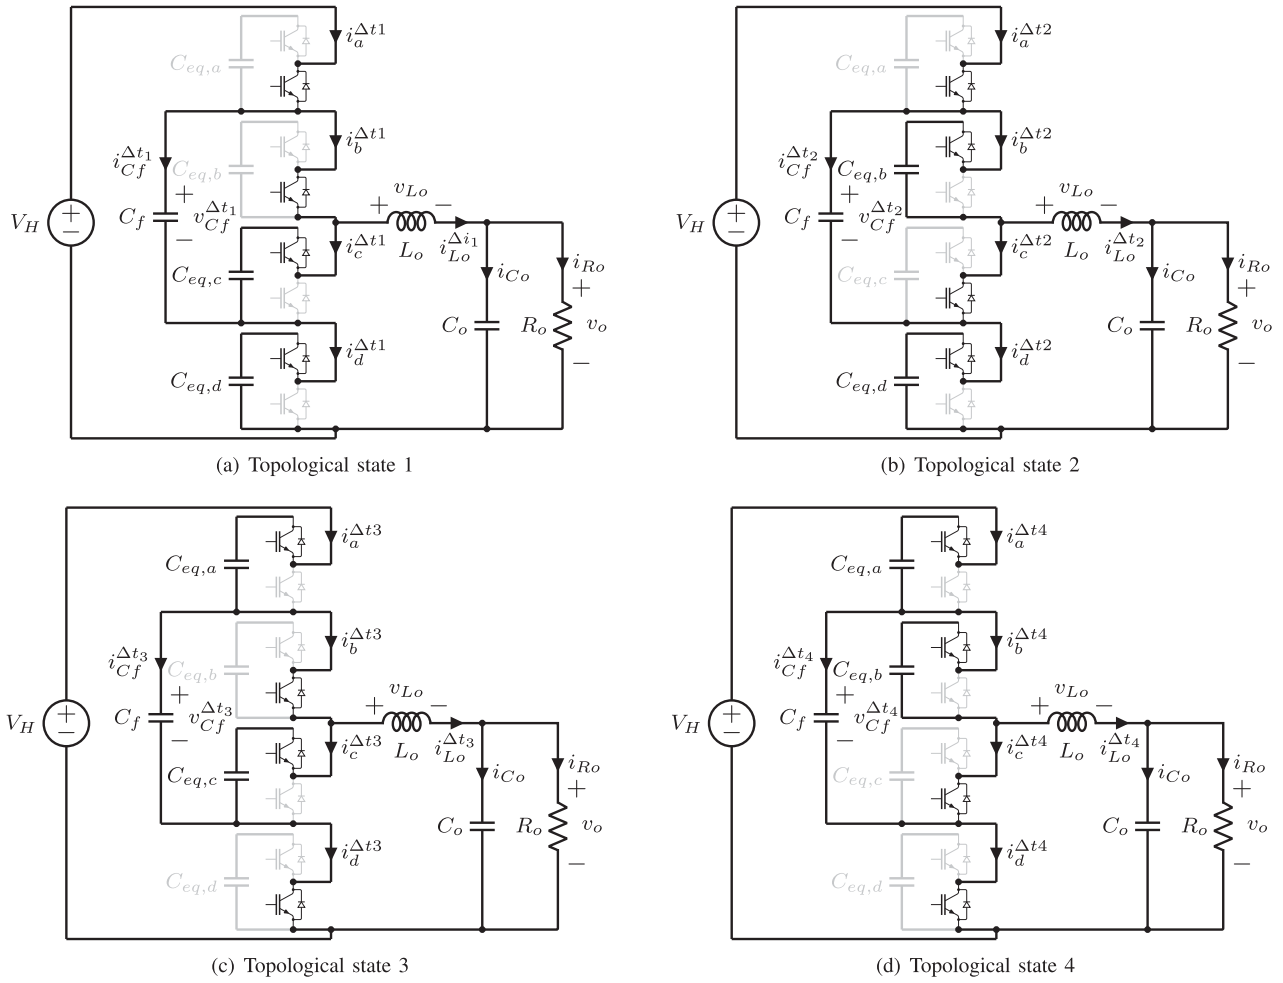 i_a^{Δt1}
C_{eq,a}
i_b^{Δt1}
i_{Cf}^{Δt_1}
C_{eq,b}
+ v_{Lo} −
V_H + −
C_f + v_{Cf}^{Δt_1} −
i_c^{Δt1}
L_o
i_{Lo}^{Δi_1}
C_{eq,c}
i_{Co}
i_{Ro}
C_o
R_o + v_o −
i_d^{Δt1}
C_{eq,d}
(a) Topological state 1
i_a^{Δt2}
C_{eq,a}
i_b^{Δt2}
i_{Cf}^{Δt_2}
C_{eq,b}
+ v_{Lo} −
V_H + −
C_f + v_{Cf}^{Δt_2} −
i_c^{Δt2}
L_o
i_{Lo}^{Δt_2}
C_{eq,c}
i_{Co}
i_{Ro}
C_o
R_o + v_o −
i_d^{Δt2}
C_{eq,d}
(b) Topological state 2
i_a^{Δt3}
C_{eq,a}
i_b^{Δt3}
i_{Cf}^{Δt_3}
C_{eq,b}
+ v_{Lo} −
V_H + −
C_f + v_{Cf}^{Δt_3} −
i_c^{Δt3}
L_o
i_{Lo}^{Δt_3}
C_{eq,c}
i_{Co}
i_{Ro}
C_o
R_o + v_o −
i_d^{Δt3}
C_{eq,d}
(c) Topological state 3
i_a^{Δt4}
C_{eq,a}
i_b^{Δt4}
i_{Cf}^{Δt_4}
C_{eq,b}
+ v_{Lo} −
V_H + −
C_f + v_{Cf}^{Δt_4} −
i_c^{Δt4}
L_o
i_{Lo}^{Δt_4}
C_{eq,c}
i_{Co}
i_{Ro}
C_o
R_o + v_o −
i_d^{Δt4}
C_{eq,d}
(d) Topological state 4